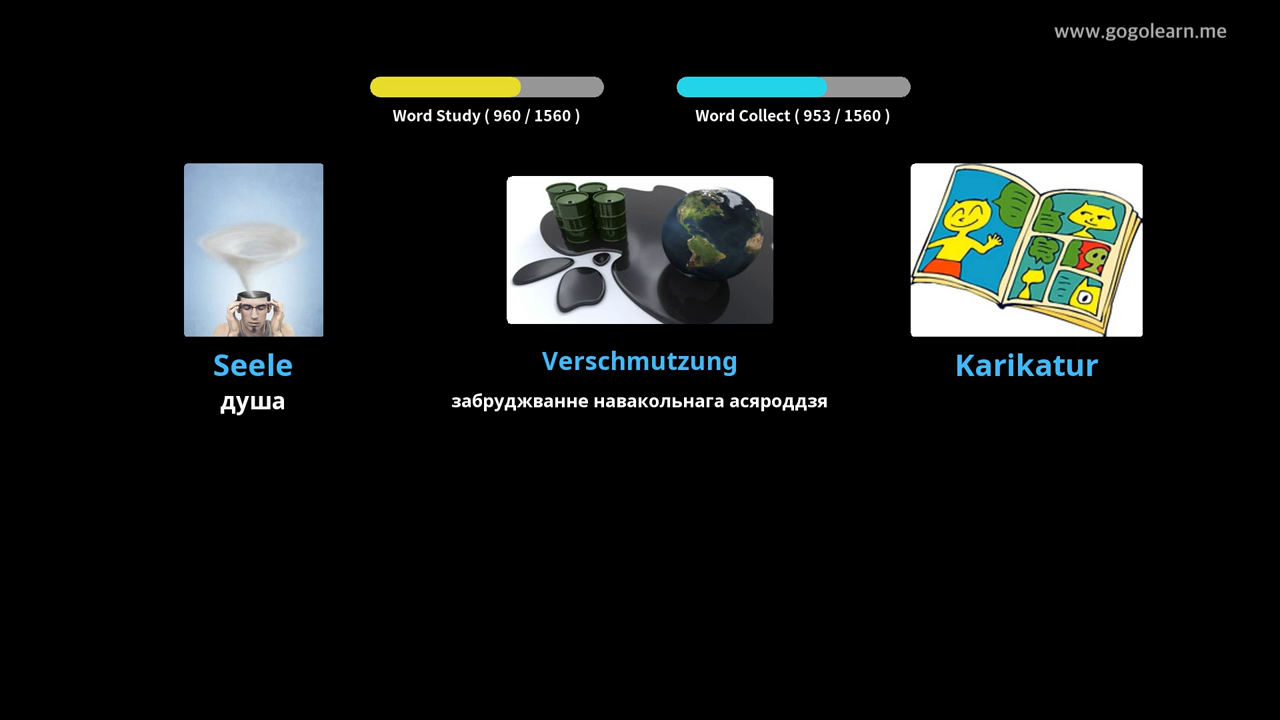 www.gogolearn.me
Word Study ( 960 / 1560 )
Word Collect ( 953 / 1560 )
Seele
душа
Verschmutzung
забруджванне навакольнага асяроддзя
Karikatur